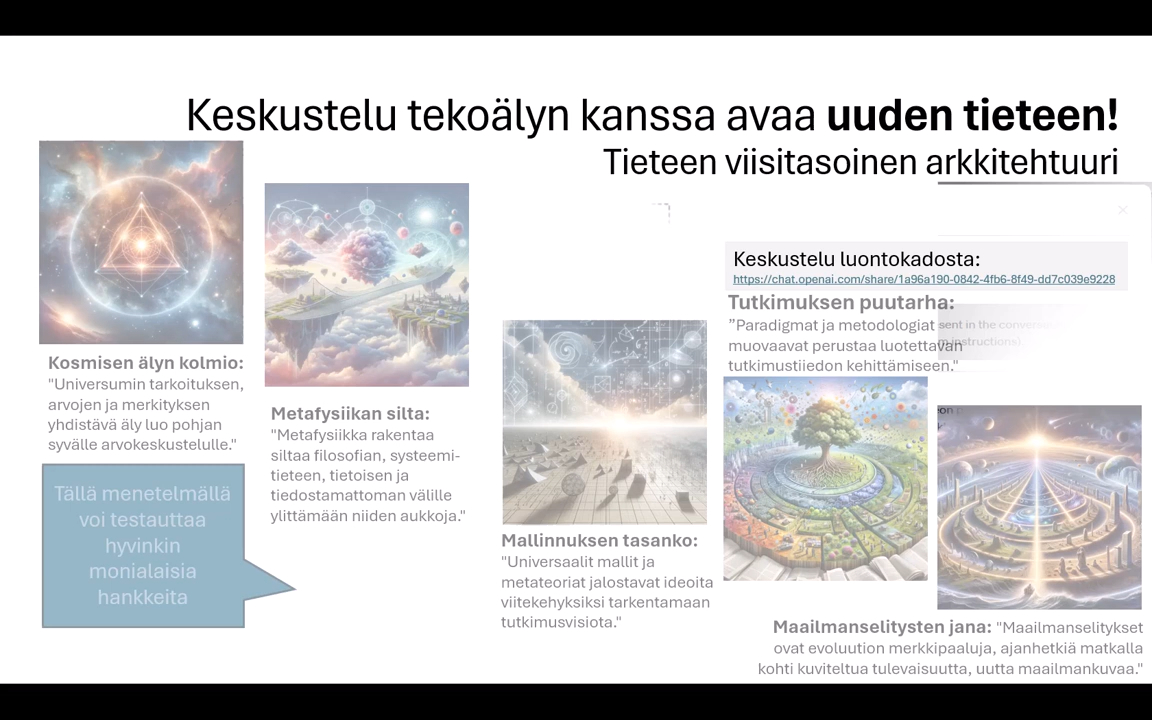 Keskustelu tekoälyn kanssa avaa uuden tieteen!
Tieteen viisitasoinen arkkitehtuuri
Kosmisen älyn kolmio:
"Universumin tarkoituksen,
arvojen ja merkityksen
yhdistävä äly luo pohjan
syvälle arvokeskustelulle."
Tällä menetelmällä
voi testauttaa
hyvinkin
monialaisia
hankkeita
Metafysiikan silta:
"Metafysiikka rakentaa
siltaa filosofian, systeemi-
tieteen, tietoisen ja
tiedostamattoman välille
ylittämään niiden aukkoja."
Mallinnuksen tasanko:
"Universaalit mallit ja
metateoriat jalostavat ideoita
viitekehyksiksi tarkentamaan
tutkimusvisiota."
Keskustelu luontokadosta:
https://chat.openai.com/share/1a96a190-0842-4fb6-8f49-dd7c039e9228
Tutkimuksen puutarha:
”Paradigmat ja metodologiat
muovaavat perustaa luotettavan
tutkimustiedon kehittämiseen."
sent in the
Maailmanselitysten jana: "Maailmanselitykset
ovat evoluution merkkipaaluja, ajanhetkiä matkalla
kohti kuviteltua tulevaisuutta, uutta maailmankuvaa."